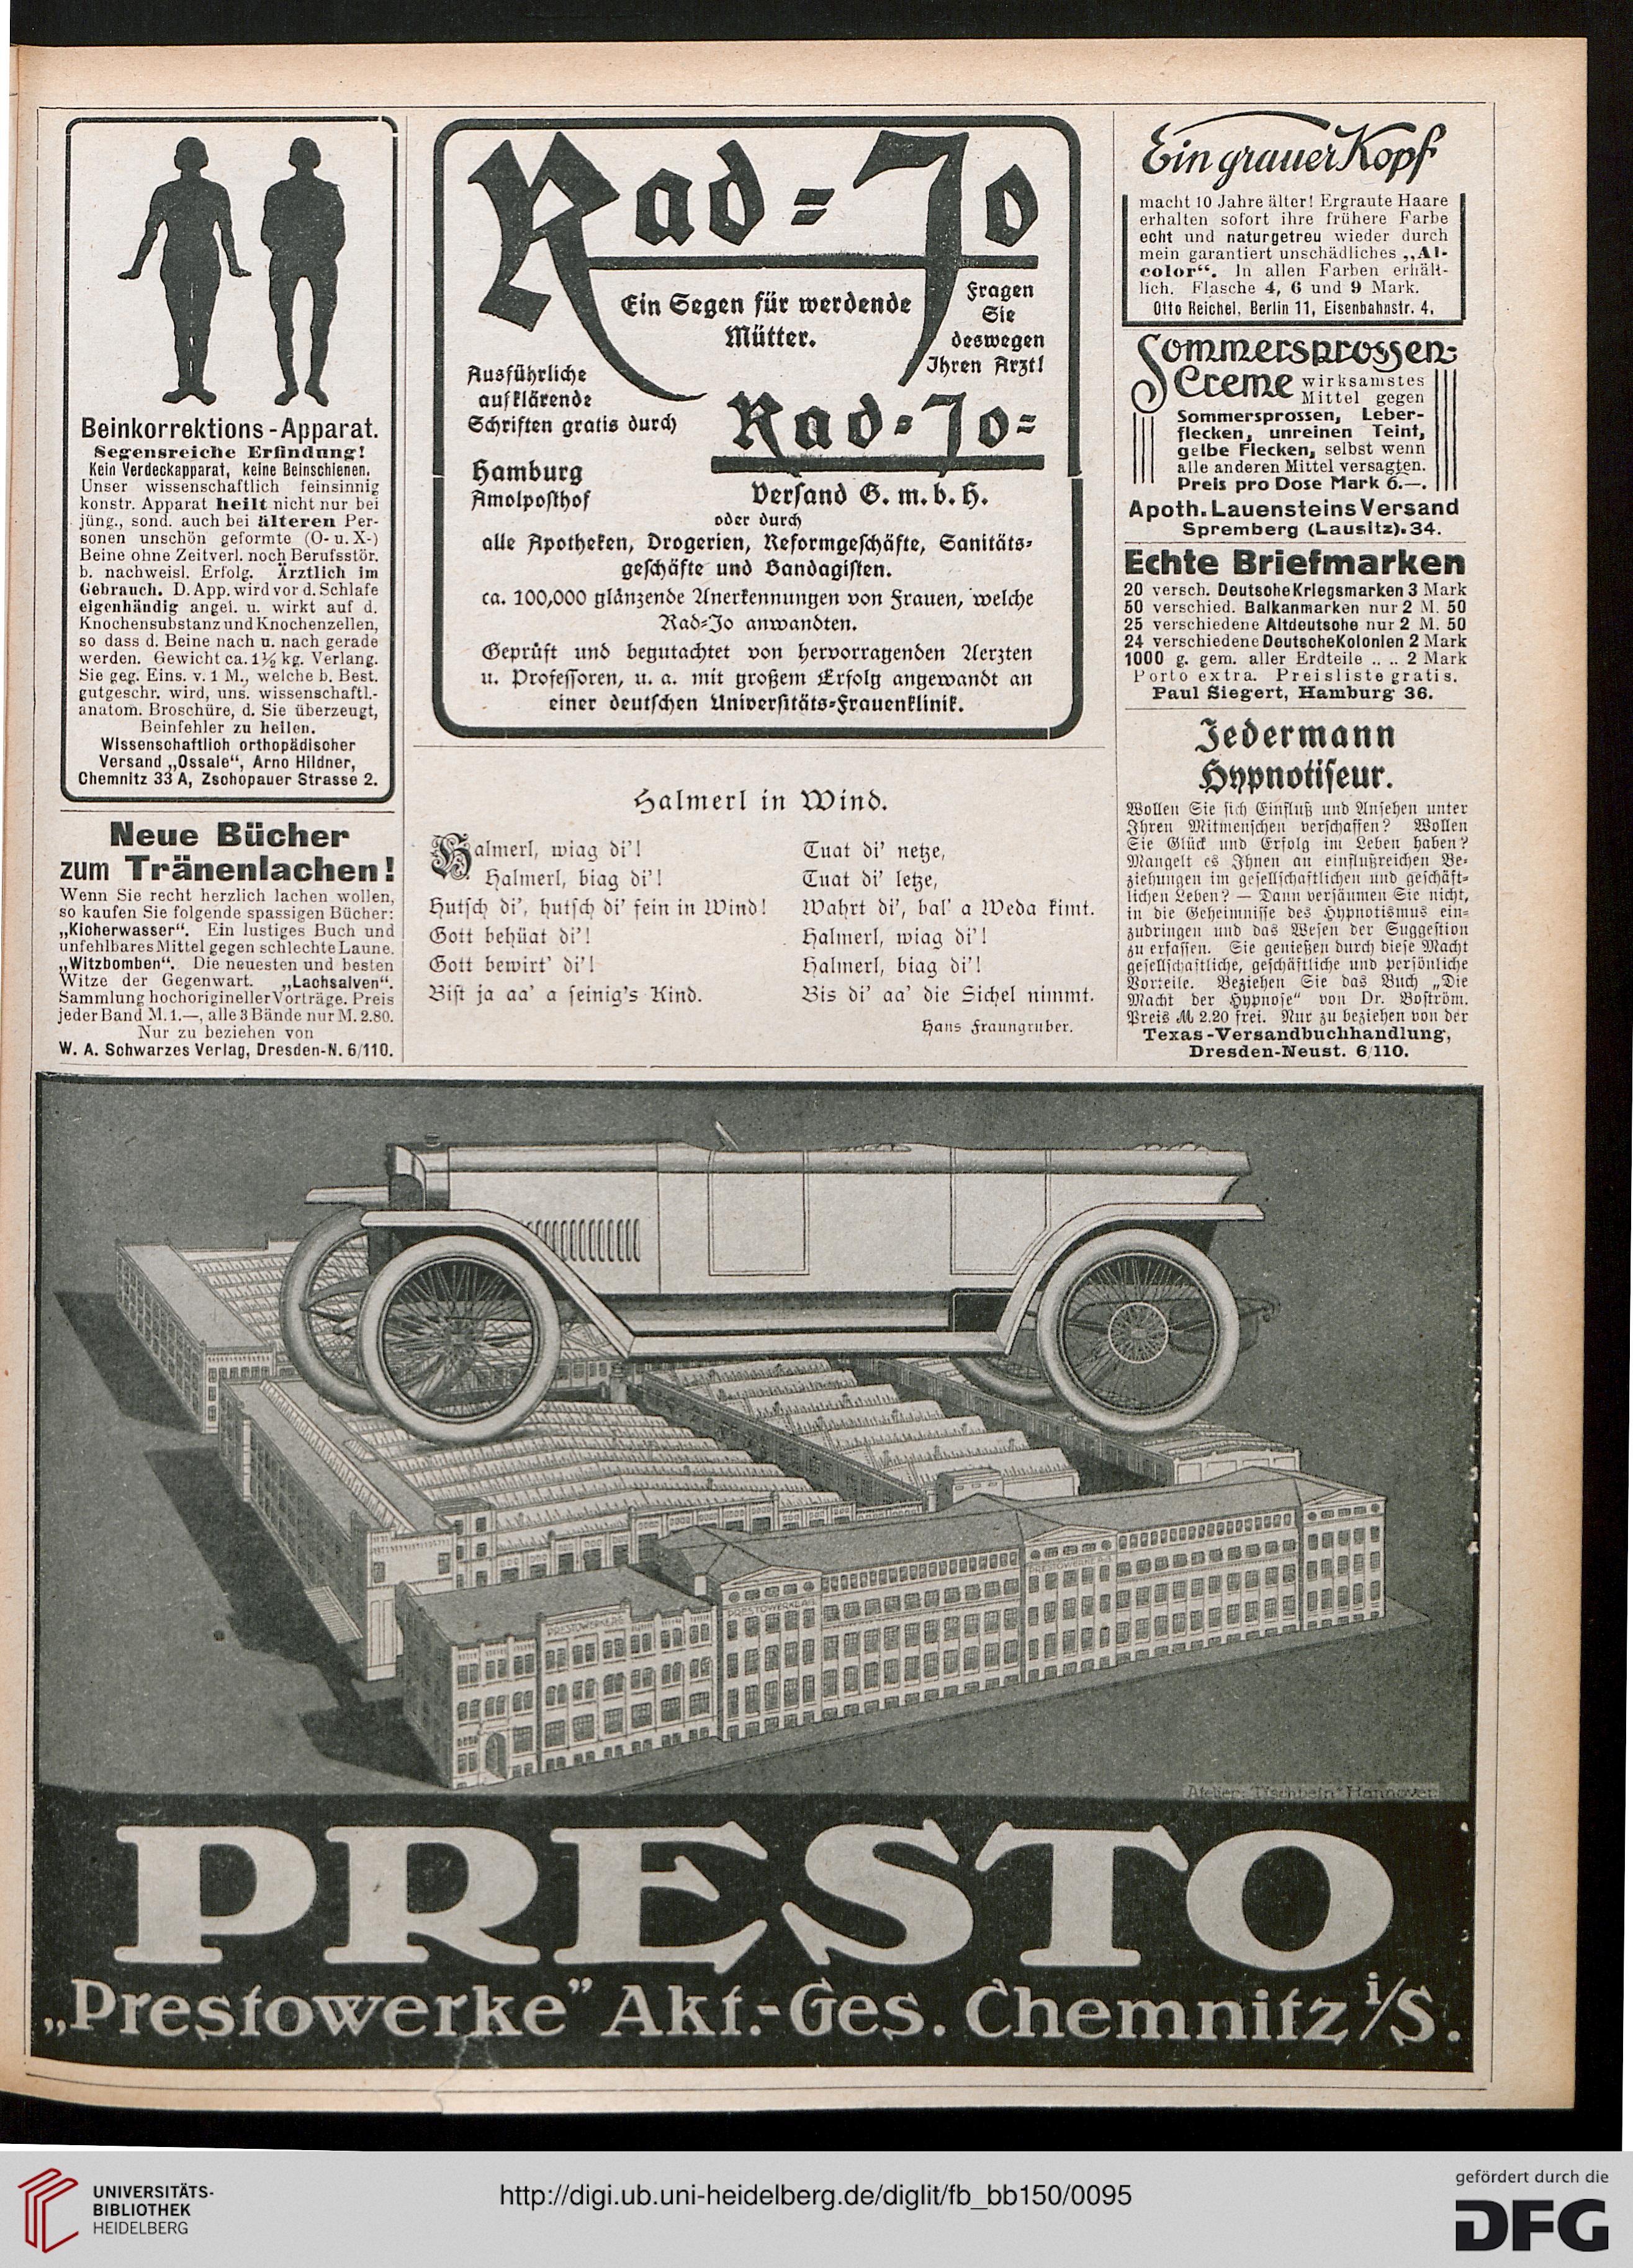 Beinkorrektions-Apparat.
Segensreiche Erfindung!
Kein Verdeckapparat, keine Beinschienen.
Unser wissenschaftlich feinsinnig
konstr. Apparat heilt nicht nur bei
jüng., sond. auch bei älteren Per-
sonen unschön geformte (O- u. X-)
Beine ohne Zeitverl. noch Berufsstör.
b. nachweisl. Erfolg. Ärztlich im
Gebrauch. D. App. wird vor d. Schlafe
eigenhändig angel. u. wirkt auf d.
Knochensubstanz und Knochenzellen,
so dass d. Beine nach u. nach gerade
werden. Gewicht ca. 1½ kg. Verlang.
Sie geg. Eins. v. 1 M., welche b. Best.
gutgeschr. wird, uns. wissenschaftl.-
anatom. Broschüre, d. Sie überzeugt,
Beinfehler zu heilen.
Wissenschaftlich orthopädischer
Versand „Ossale“, Arno Hildner,
Chemnitz 33 A, Zschopauer Strasse 2.
Neue Bücher
zum Tränenlachen!
Wenn Sie recht herzlich lachen wollen,
so kaufen Sie folgende spassigen Bücher:
„Kicherwasser“. Ein lustiges Buch und
unfehlbares Mittel gegen schlechte Laune.
„Witzbomben“. Die neuesten und besten
Witze der Gegenwart. „Lachsalven“.
Sammlung hochorigineller Vorträge. Preis
jeder Band M. 1.—, alle 3 Bände nur M. 2.80.
Nur zu beziehen von
W. A. Schwarzes Verlag, Dresden-N. 6/110.
Rad=Jo
Ein Segen für werdende
Mütter.
Fragen
Sie
deswegen
Ihren Arzt!
Ausführliche
aufklärende
Schriften gratis durch
Rad=Jo=
Hamburg
Amolposthof
Versand G. m. b. H.
oder durch
alle Apotheken, Drogerien, Reformgeschäfte, Sanitäts=
geschäfte und Bandagisten.
ca. 100,000 glänzende Anerkennungen von Frauen, welche
Rad=Jo anwandten.
Geprüft und begutachtet von hervorragenden Aerzten
u. Professoren, u. a. mit großem Erfolg angewandt an
einer deutschen Universitäts=Frauenklinik.
Halmerl in Wind.
Halmerl, wiag di'!
Halmerl, biag di'!
Hutsch di', hutsch di' fein in Wind!
Gott behüat di'!
Gott bewirt' di'!
Bist ja aa' a seinig's Kind.
Tuat di' netze,
Tuat di' letze,
Wahrt di', bal' a Weda kimt.
Halmerl, wiag di'!
Halmerl, biag di'!
Bis di' aa' die Sichel nimmt.
Hans Fraungruber.
Ein grauer Kopf
macht 10 Jahre älter! Ergraute Haare
erhalten sofort ihre frühere Farbe
echt und naturgetreu wieder durch
mein garantiert unschädliches „Al-
color“. In allen Farben erhält-
lich. Flasche 4, 6 und 9 Mark.
Otto Reichel, Berlin 11, Eisenbahnstr. 4.
Sommersprossen-
Creme wirksamstes
Mittel gegen
Sommersprossen, Leber-
flecken, unreinen Teint,
gelbe Flecken, selbst wenn
alle anderen Mittel versagten.
Preis pro Dose Mark 6.—.
Apoth. Lauensteins Versand
Spremberg (Lausitz). 34.
Echte Briefmarken
20 versch. Deutsche Kriegsmarken 3 Mark
50 verschied. Balkanmarken nur 2 M. 50
25 verschiedene Altdeutsche nur 2 M. 50
24 verschiedene Deutsche Kolonien 2 Mark
1000 g. gem. aller Erdteile .. .. 2 Mark
Porto extra. Preisliste gratis.
Paul Siegert, Hamburg 36.
Jedermann
Hypnotiseur.
Wollen Sie sich Einfluß und Ansehen unter
Ihren Mitmenschen verschaffen? Wollen
Sie Glück und Erfolg im Leben haben?
Mangelt es Ihnen an einflußreichen Be=
ziehungen im gesellschaftlichen und geschäft=
lichen Leben? — Dann versäumen Sie nicht,
in die Geheimnisse des Hypnotismus ein=
zudringen und das Wesen der Suggestion
zu erfassen. Sie genießen durch diese Macht
gesellschaftliche, geschäftliche und persönliche
Vorteile. Beziehen Sie das Buch „Die
Macht der Hypnose“ von Dr. Boström.
Preis M 2.20 frei. Nur zu beziehen von der
Texas-Versandbuchhandlung,
Dresden-Neust. 6/110.
PRESTOWERKE A.G.
PRESTOWERKE A.G.
PRESTOWERKE A.G.
Atelier: „Tischbein“ Hannover
PRESTO
„Prestowerke” Akt.-Ges. Chemnitz i/S.
UNIVERSITÄTS-
BIBLIOTHEK
HEIDELBERG
http://digi.ub.uni-heidelberg.de/diglit/fb_bb150/0095
gefördert durch die
DFG